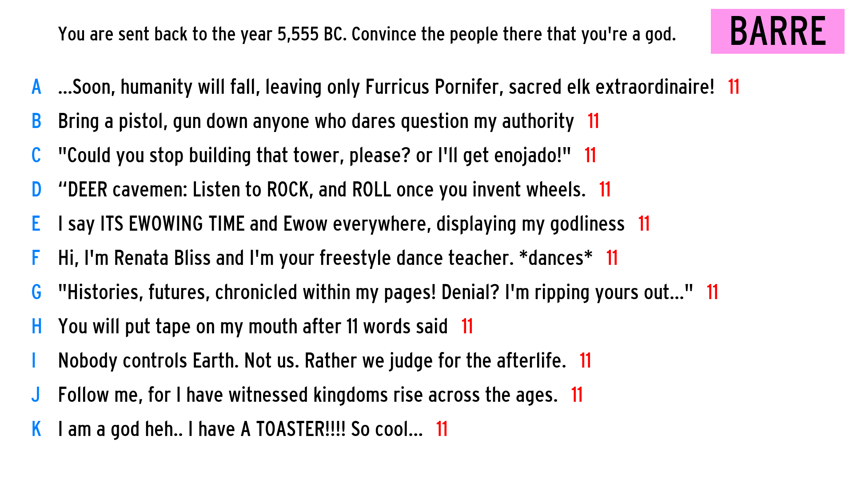 You are sent back to the year 5,555 BC. Convince the people there that you're a god.
BARRE
A ...Soon, humanity will fall, leaving only Furricus Pornifer, sacred elk extraordinaire! 11
B Bring a pistol, gun down anyone who dares question my authority 11
C "Could you stop building that tower, please? or I'll get enojado!" 11
D “DEER cavemen: Listen to ROCK, and ROLL once you invent wheels. 11
E I say ITS EWOWING TIME and Ewow everywhere, displaying my godliness 11
F Hi, I'm Renata Bliss and I'm your freestyle dance teacher. *dances* 11
G "Histories, futures, chronicled within my pages! Denial? I'm ripping yours out..." 11
H You will put tape on my mouth after 11 words said 11
I Nobody controls Earth. Not us. Rather we judge for the afterlife. 11
J Follow me, for I have witnessed kingdoms rise across the ages. 11
K I am a god heh.. I have A TOASTER!!!! So cool... 11